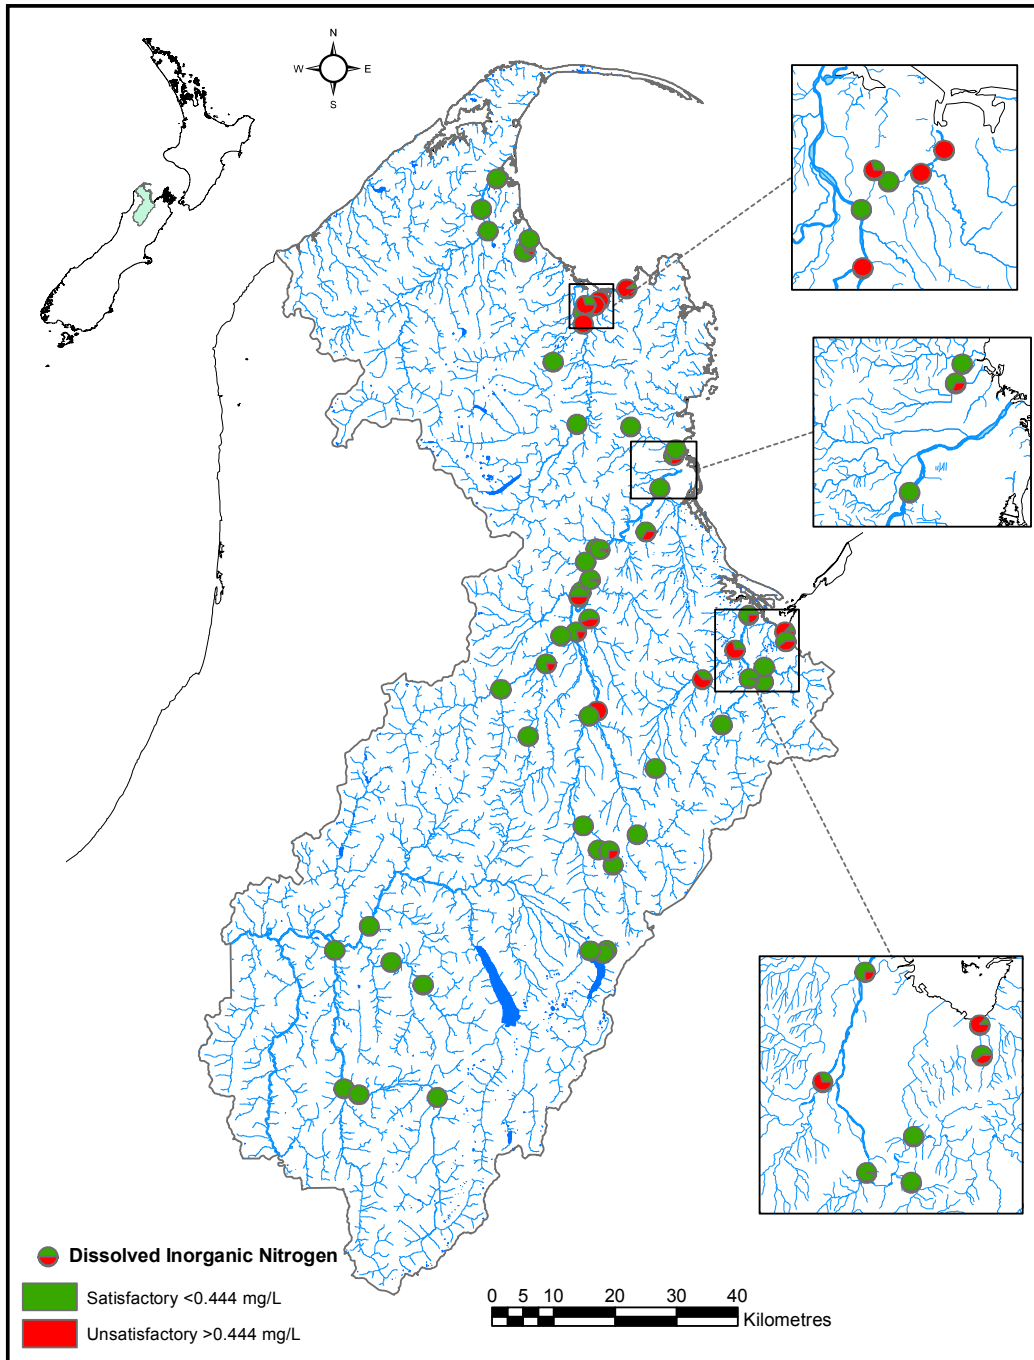 N
W E
S
Dissolved Inorganic Nitrogen
Satisfactory <0.444 mg/L
Unsatisfactory >0.444 mg/L
0 5 10 20 30 40
Kilometres